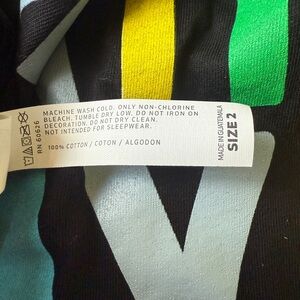 MACHINE WASH COLD. ONLY NON-CHLORINE
BLEACH. TUMBLE DRY LOW. DO NOT IRON ON
DECORATION. DO NOT DRY CLEAN.
NOT INTENDED FOR SLEEPWEAR.
100% COTTON / COTON / ALGODON
RN 60626
MADE IN GUATEMALA
SIZE 2